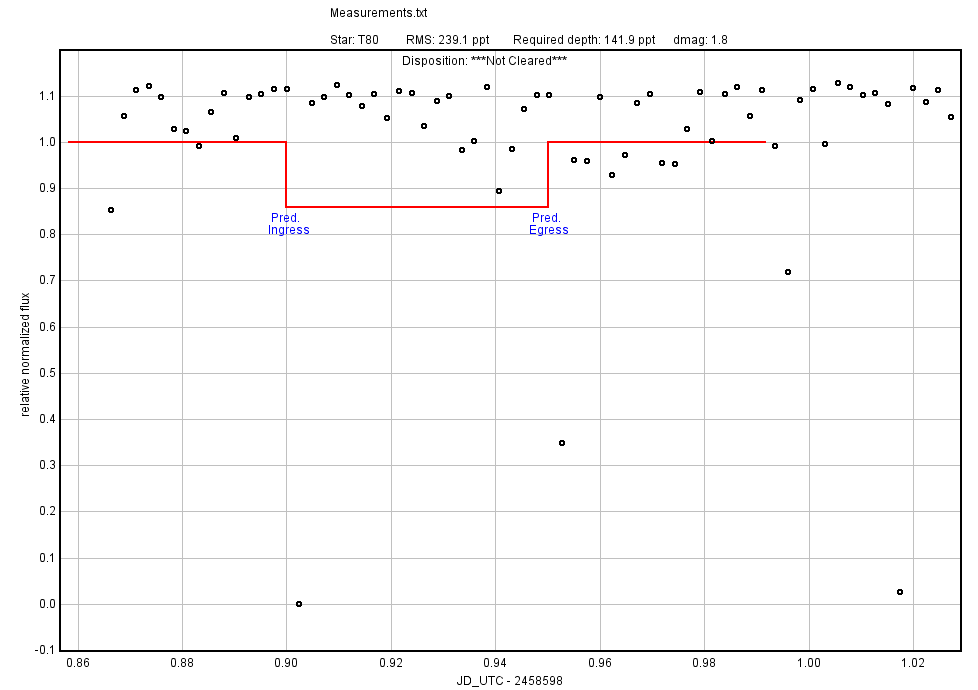 Measurements.txt
Star: T80 RMS: 239.1 ppt Required depth: 141.9 ppt dmag: 1.8
Disposition: ***Not Cleared***
1.1
1.0
0.9
0.8
0.7
0.6
0.5
0.4
0.3
0.2
0.1
0.0
-0.1
relative normalized flux
Pred. Pred.
Ingress Egress
0.86 0.88 0.90 0.92 0.94 0.96 0.98 1.00 1.02
JD_UTC - 2458598